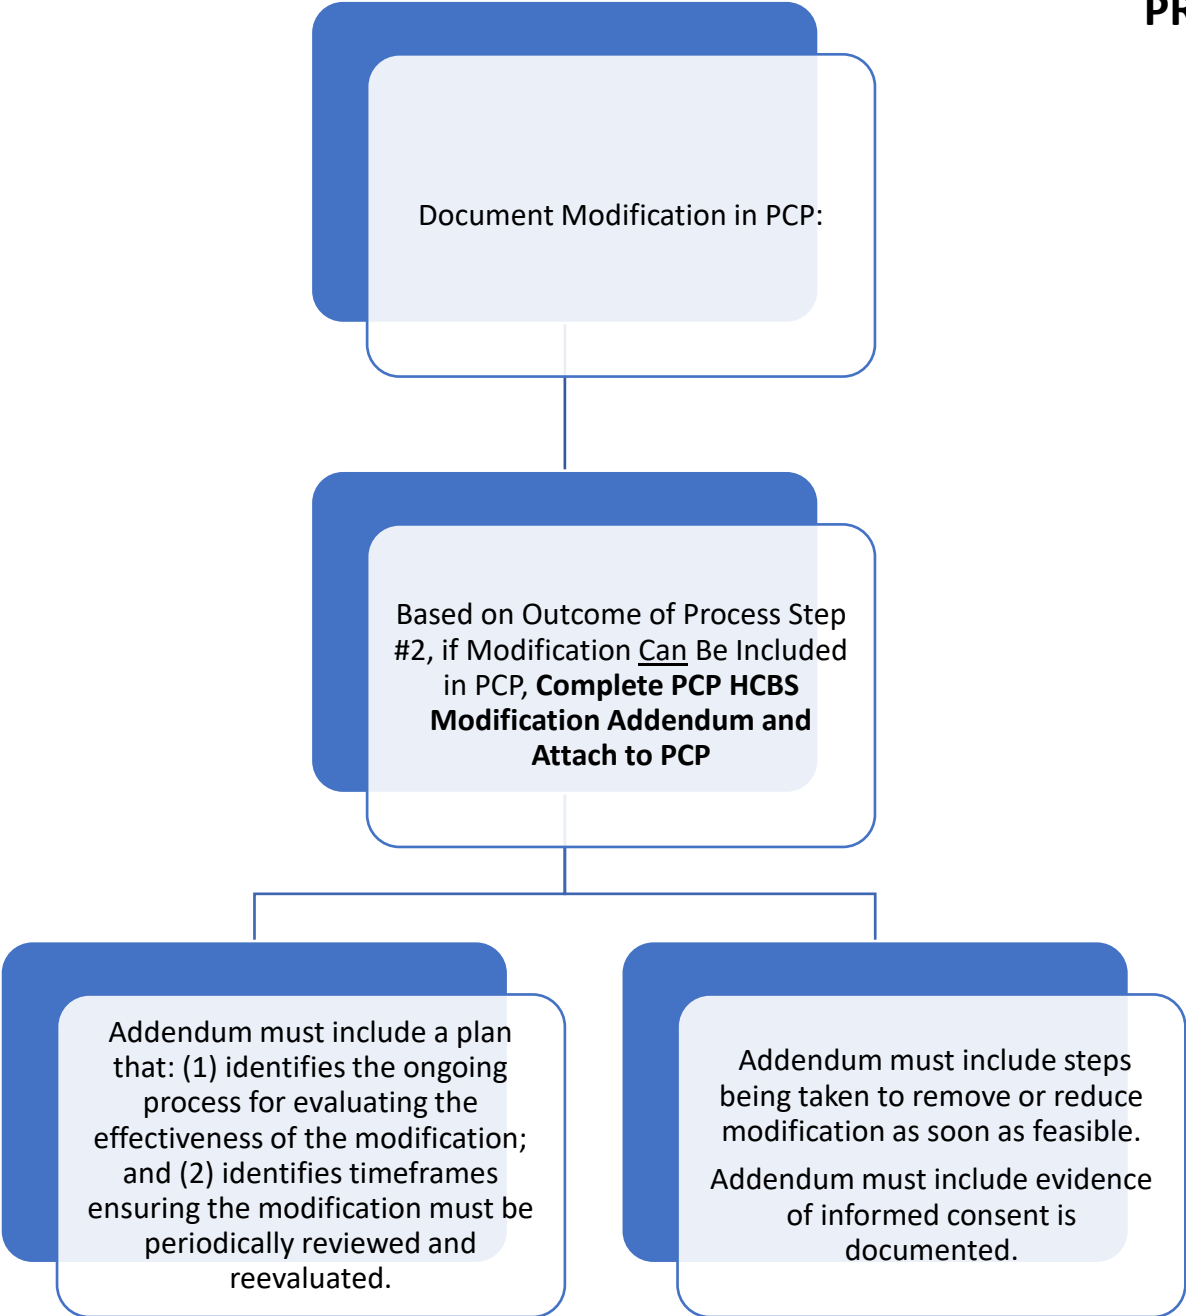 PR
Document Modification in PCP:
Based on Outcome of Process Step
#2, if Modification Can Be Included
in PCP, Complete PCP HCBS
Modification Addendum and
Attach to PCP
Addendum must include a plan
that: (1) identifies the ongoing
process for evaluating the
effectiveness of the modification;
and (2) identifies timeframes
ensuring the modification must be
periodically reviewed and
reevaluated.
Addendum must include steps
being taken to remove or reduce
modification as soon as feasible.
Addendum must include evidence
of informed consent is
documented.